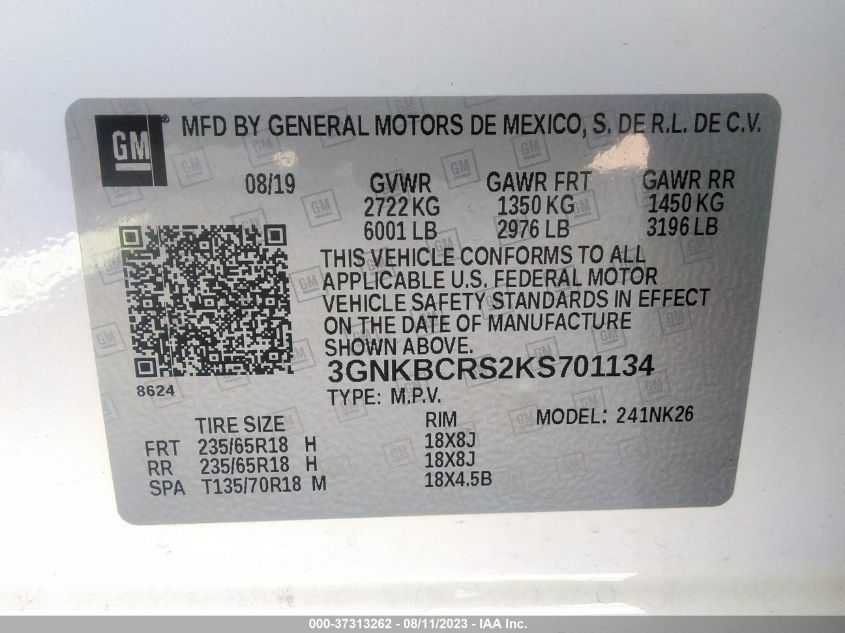 GM ® MFD BY GENERAL MOTORS DE MEXICO, S. DE R.L. DE C.V.
08/19 GVWR GAWR FRT GAWR RR
2722 KG 1350 KG 1450 KG
6001 LB 2976 LB 3196 LB
THIS VEHICLE CONFORMS TO ALL
APPLICABLE U.S. FEDERAL MOTOR
VEHICLE SAFETY STANDARDS IN EFFECT
ON THE DATE OF MANUFACTURE
SHOWN ABOVE.
3GNKBCRS2KS701134
8624
TYPE: M.P.V.
TIRE SIZE RIM MODEL: 241NK26
FRT 235/65R18 H 18X8J
RR 235/65R18 H 18X8J
SPA T135/70R18 M 18X4.5B
000-37313262 - 08/11/2023 - IAA Inc.